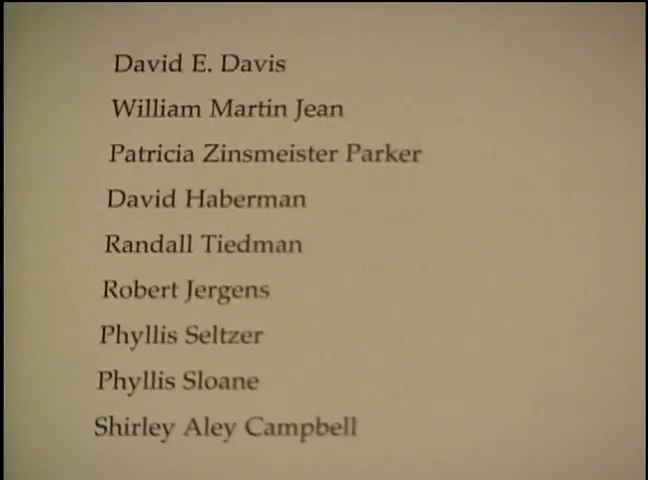 David E. Davis
William Martin Jean
Patricia Zinsmeister Parker
David Haberman
Randall Tiedman
Robert Jergens
Phyllis Seltzer
Phyllis Sloane
Shirley Aley Campbell